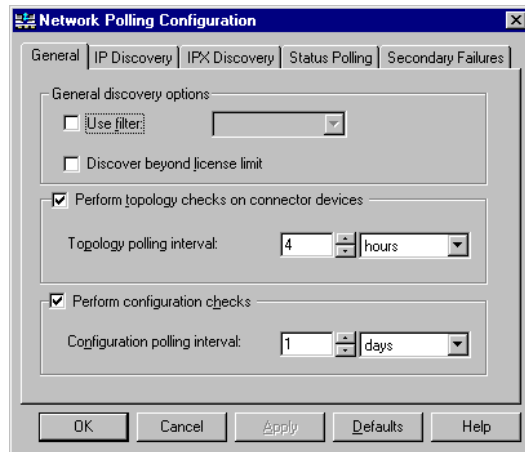 Network Polling Configuration
General IP Discovery IPX Discovery Status Polling Secondary Failures
General discovery options
Use filter:
Discover beyond license limit
Perform topology checks on connector devices
Topology polling interval: 4 hours
Perform configuration checks
Configuration polling interval: 1 days
OK Cancel Apply Defaults Help